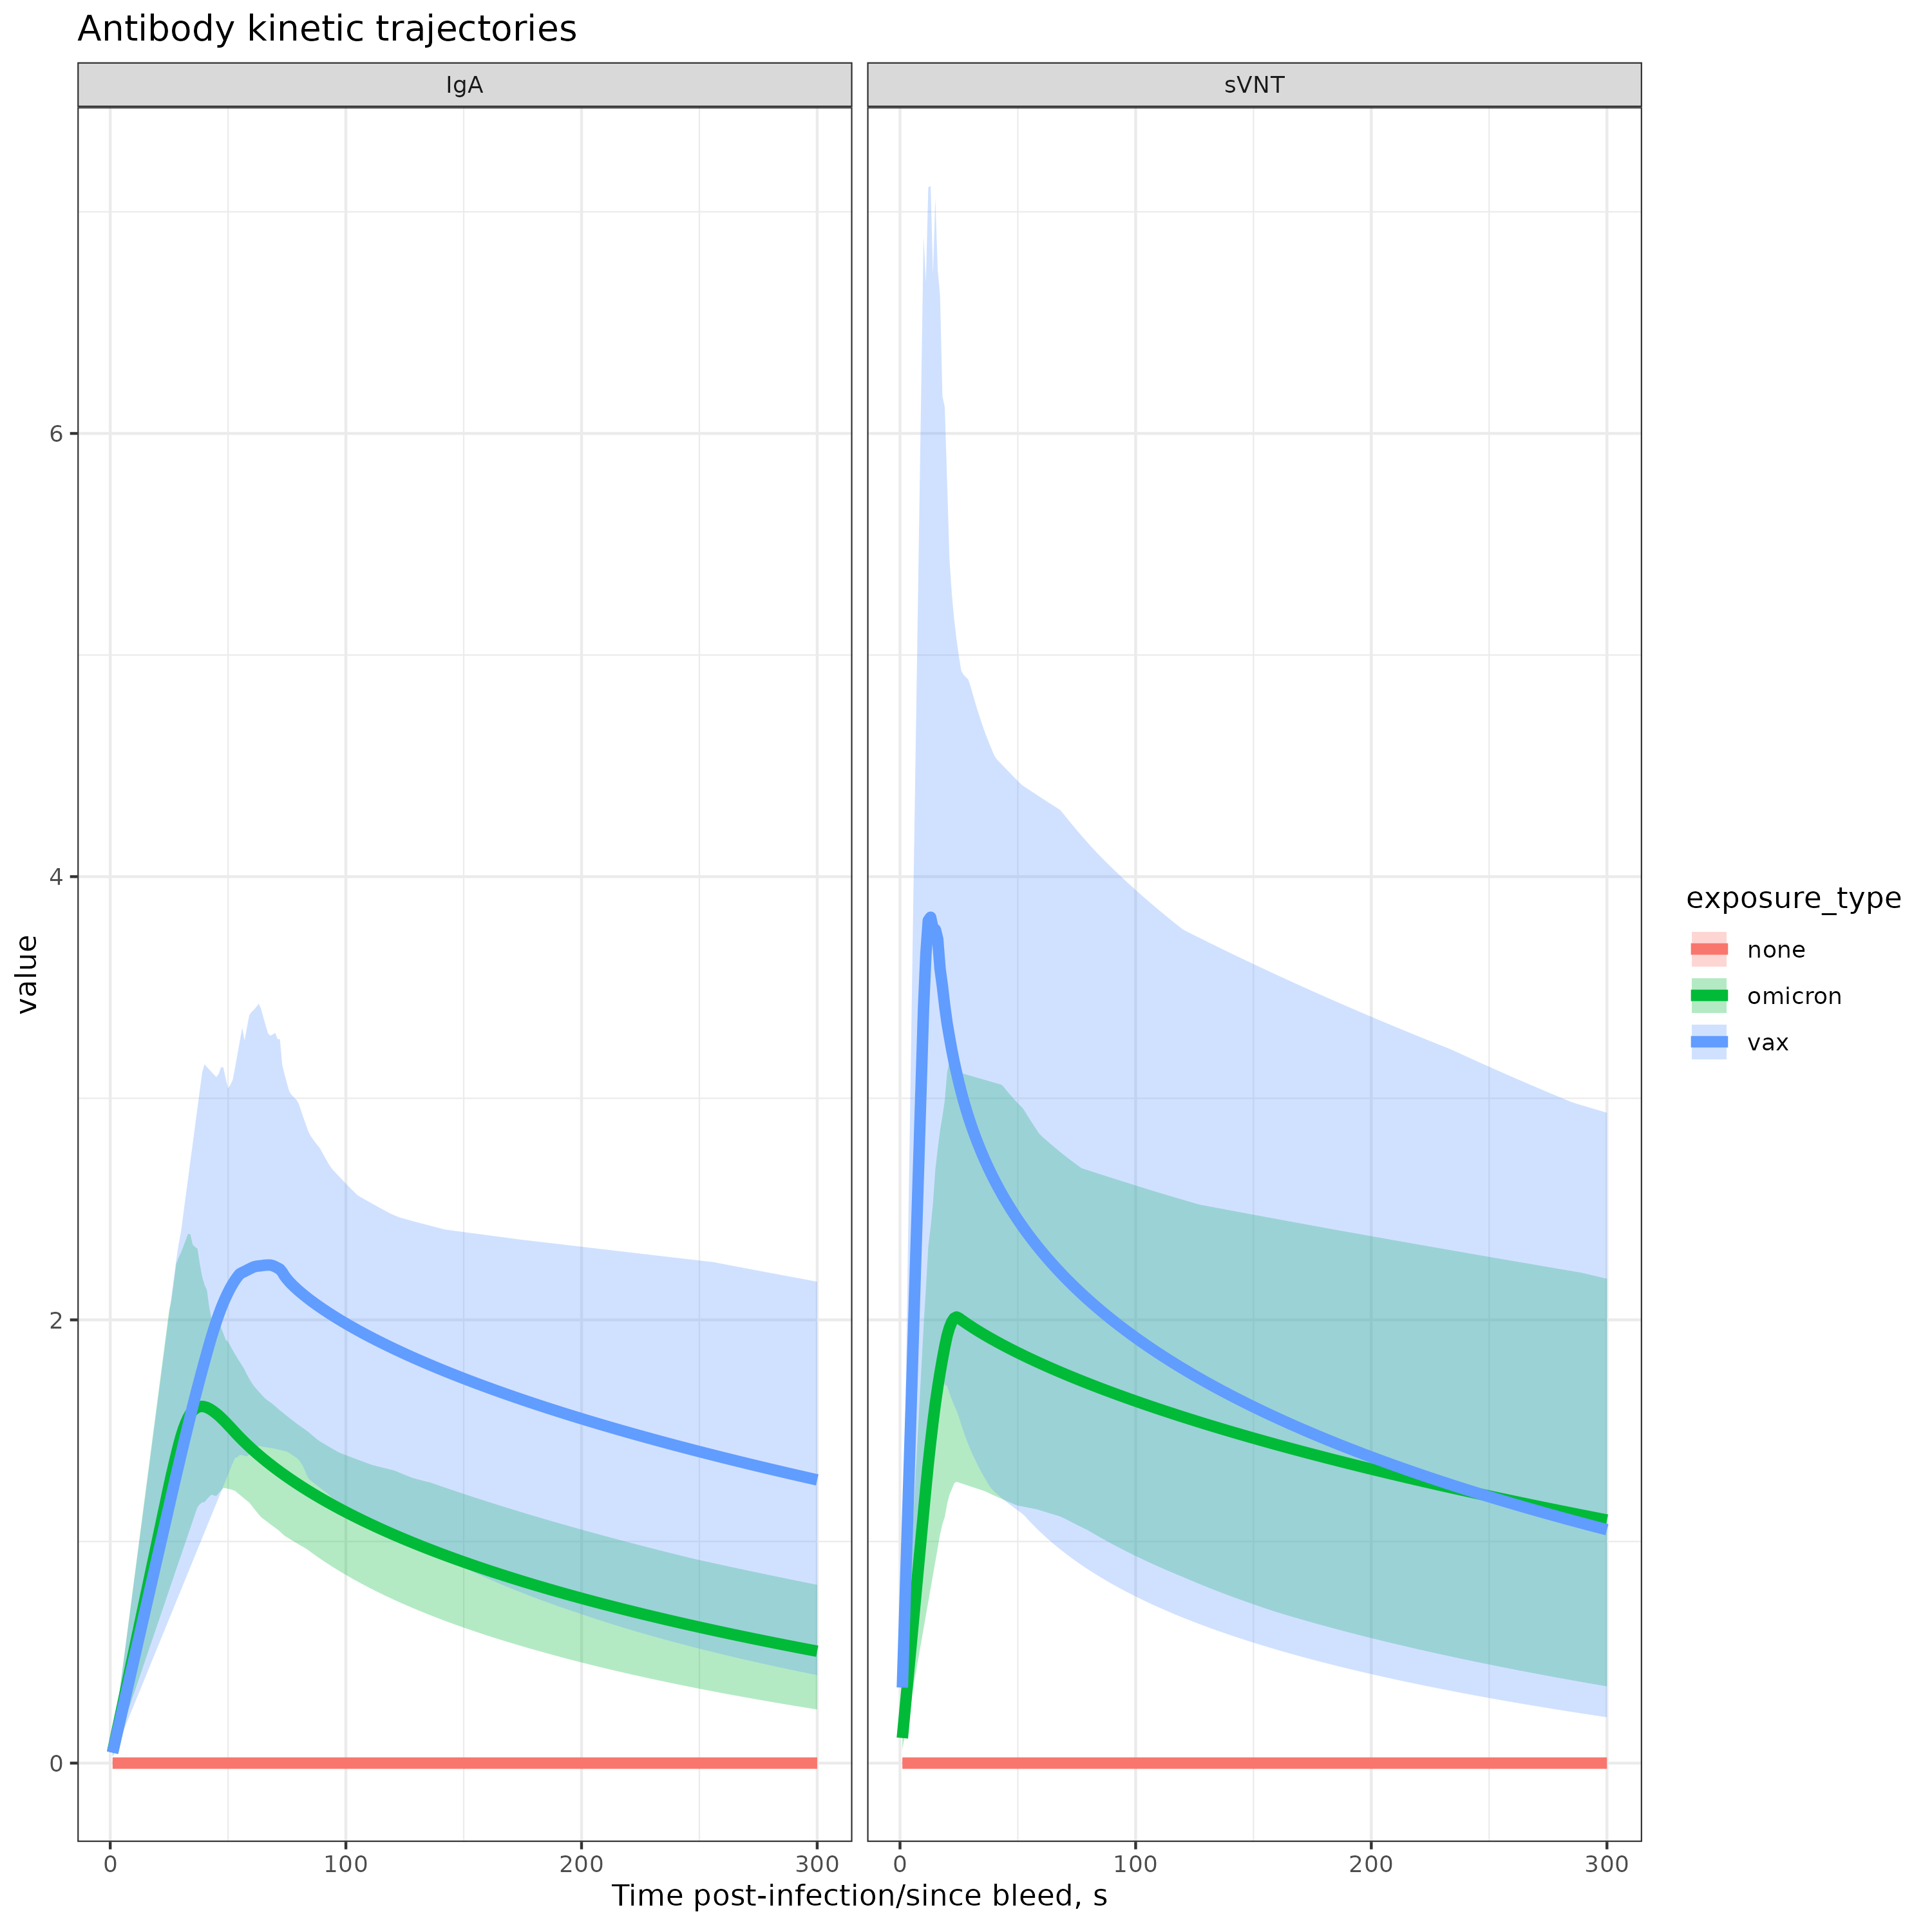 Antibody kinetic trajectories
IgA
sVNT
value
6
4
2
0
0
100
200
300
0
100
200
300
Time post-infection/since bleed, s
exposure_type
none
omicron
vax